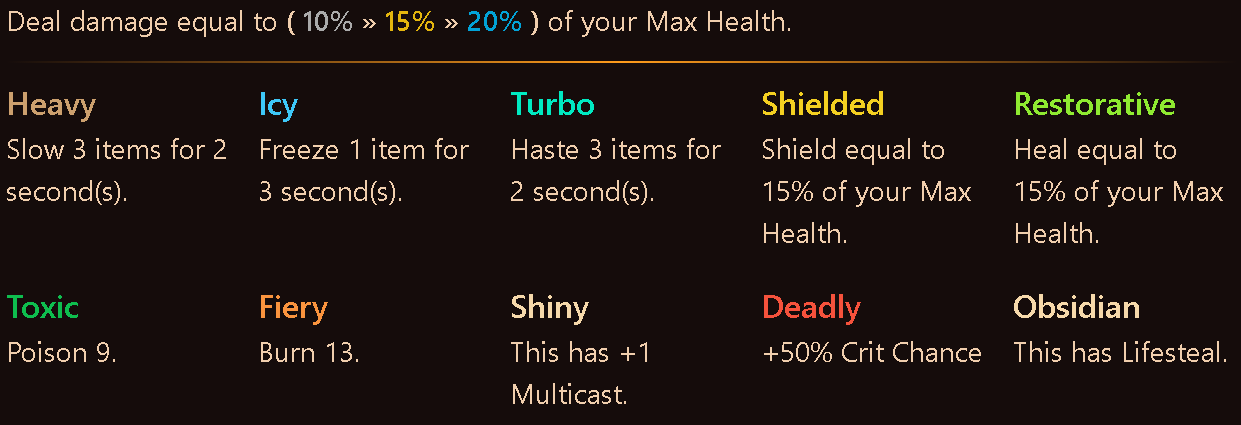 Deal damage equal to ( 10% » 15% » 20% ) of your Max Health.
Heavy
Slow 3 items for 2
second(s).
Icy
Freeze 1 item for
3 second(s).
Turbo
Haste 3 items for
2 second(s).
Shielded
Shield equal to
15% of your Max
Health.
Restorative
Heal equal to
15% of your Max
Health.
Toxic
Poison 9.
Fiery
Burn 13.
Shiny
This has +1
Multicast.
Deadly
+50% Crit Chance
Obsidian
This has Lifesteal.